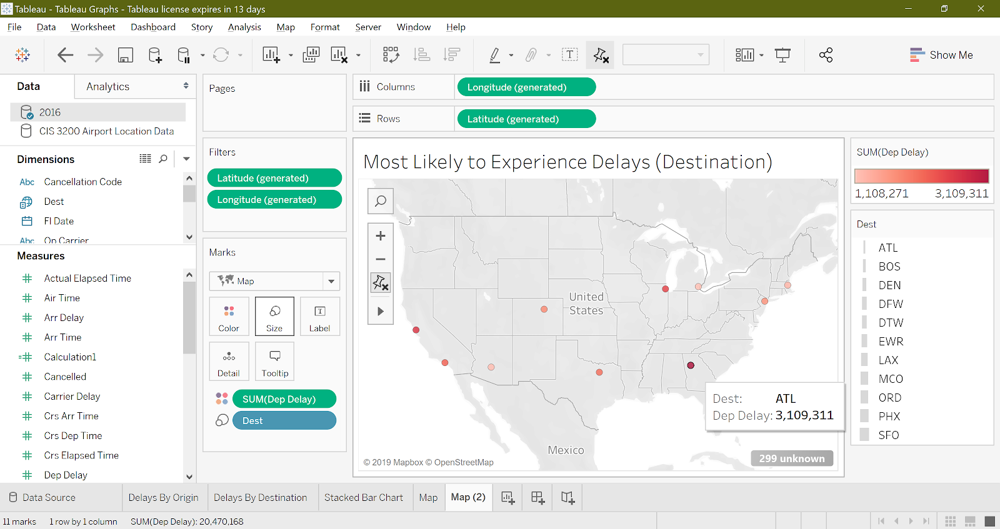 Tableau - Tableau Graphs - Tableau license expires in 13 days
File Data Worksheet Dashboard Story Analysis Map Format Server Window Help
Show Me
Data Analytics
2016
CIS 3200 Airport Location Data
Dimensions
Abc Cancellation Code
Dest
Fl Date
Abc Op Carrier
Measures
Actual Elapsed Time
Air Time
Arr Delay
Arr Time
Calculation1
Cancelled
Carrier Delay
Crs Arr Time
Crs Dep Time
Crs Elapsed Time
Dep Delay
Pages
Filters
Latitude (generated)
Longitude (generated)
Marks
Map
Color Size Label
Detail Tooltip
SUM(Dep Delay)
Dest
Columns Longitude (generated)
Rows Latitude (generated)
Most Likely to Experience Delays (Destination)
United
States
Mexico
Dest: ATL
Dep Delay: 3,109,311
© 2019 Mapbox © OpenStreetMap
299 unknown
SUM(Dep Delay)
1,108,271 3,109,311
Dest
ATL
BOS
DEN
DFW
DTW
EWR
LAX
MCO
ORD
PHX
SFO
Data Source Delays By Origin Delays By Destination Stacked Bar Chart Map Map (2)
11 marks 1 row by 1 column SUM(Dep Delay): 20,470,168